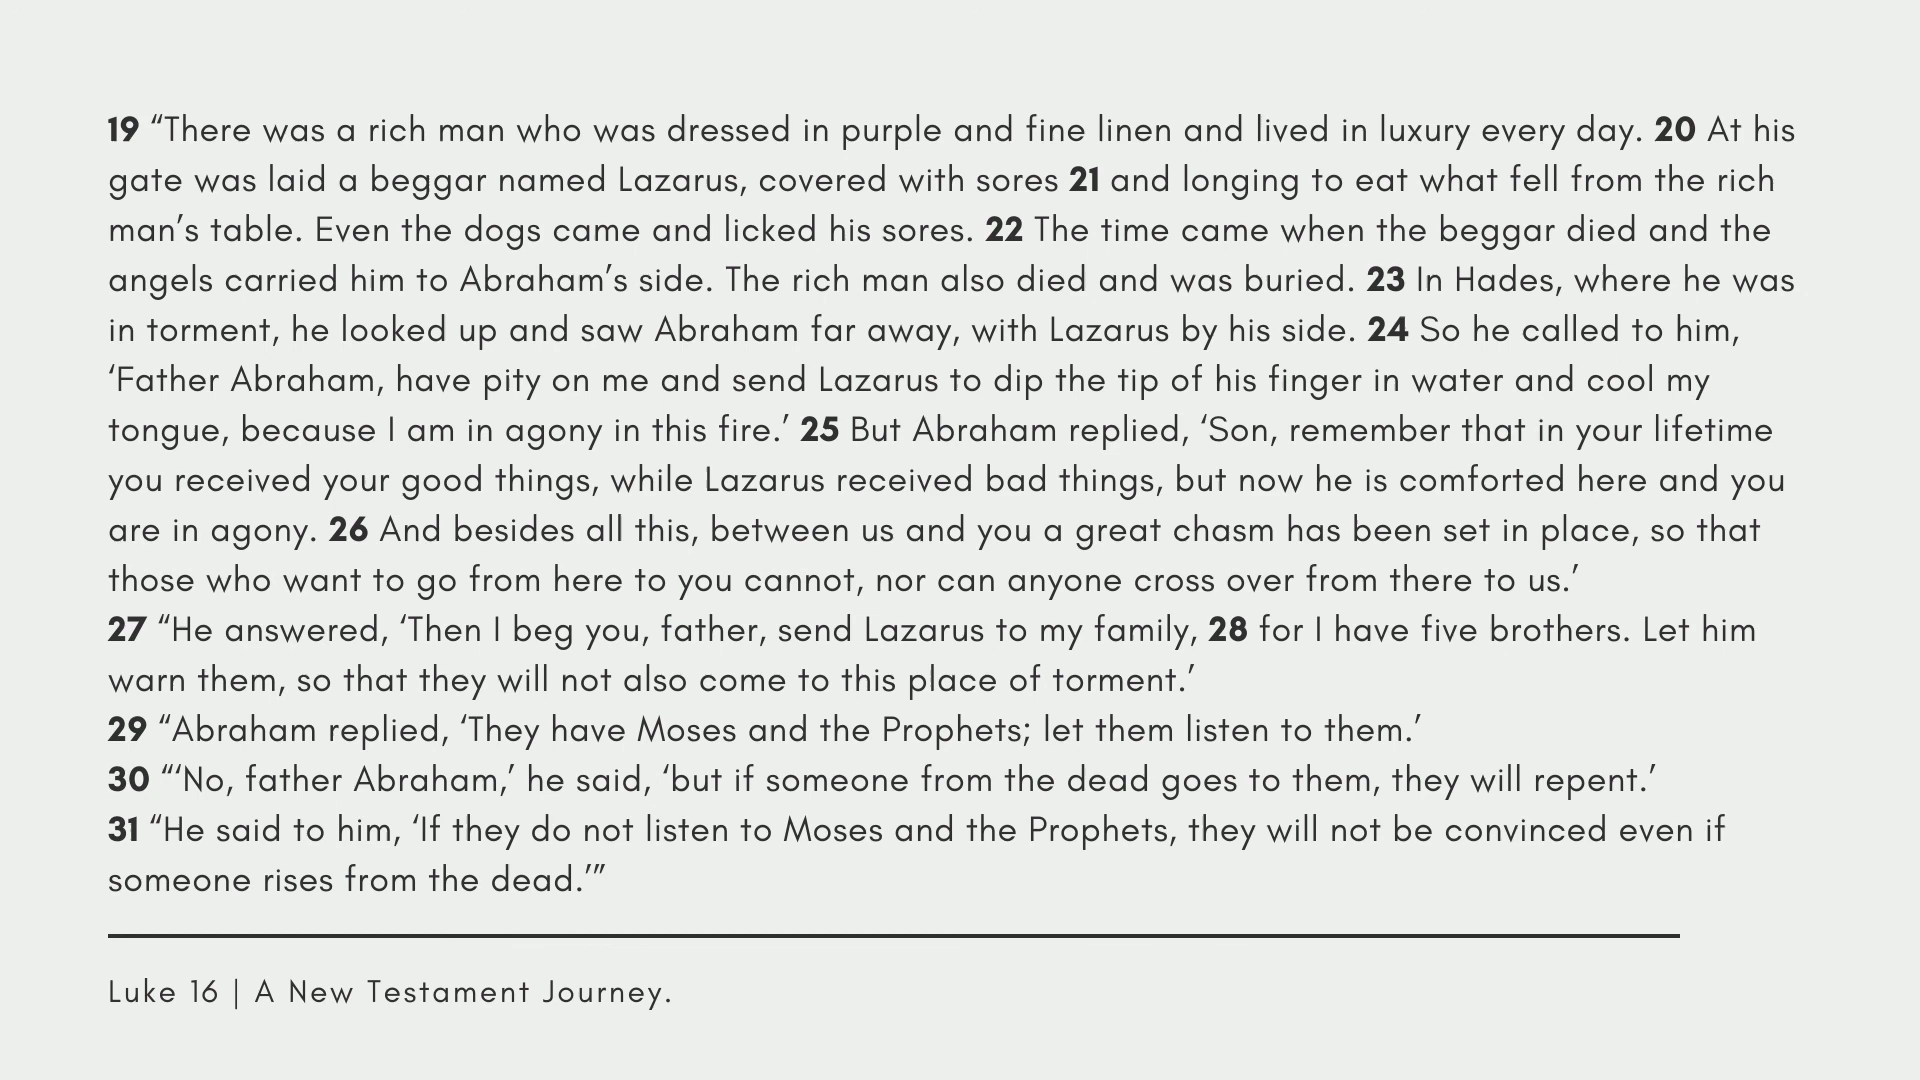 19 “There was a rich man who was dressed in purple and fine linen and lived in luxury every day. 20 At his
gate was laid a beggar named Lazarus, covered with sores 21 and longing to eat what fell from the rich
man’s table. Even the dogs came and licked his sores. 22 The time came when the beggar died and the
angels carried him to Abraham’s side. The rich man also died and was buried. 23 In Hades, where he was
in torment, he looked up and saw Abraham far away, with Lazarus by his side. 24 So he called to him,
‘Father Abraham, have pity on me and send Lazarus to dip the tip of his finger in water and cool my
tongue, because I am in agony in this fire.’ 25 But Abraham replied, ‘Son, remember that in your lifetime
you received your good things, while Lazarus received bad things, but now he is comforted here and you
are in agony. 26 And besides all this, between us and you a great chasm has been set in place, so that
those who want to go from here to you cannot, nor can anyone cross over from there to us.’
27 “He answered, ‘Then I beg you, father, send Lazarus to my family, 28 for I have five brothers. Let him
warn them, so that they will not also come to this place of torment.’
29 “Abraham replied, ‘They have Moses and the Prophets; let them listen to them.’
30 “‘No, father Abraham,’ he said, ‘but if someone from the dead goes to them, they will repent.’
31 “He said to him, ‘If they do not listen to Moses and the Prophets, they will not be convinced even if
someone rises from the dead.’”
Luke 16 | A New Testament Journey.